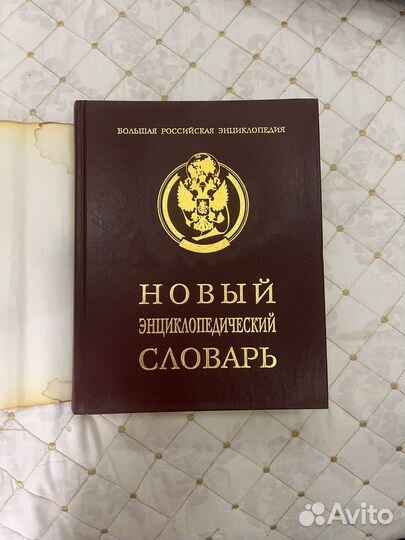 БОЛЬШАЯ РОССИЙСКАЯ ЭНЦИКЛОПЕДИЯ
НОВЫЙ
ЭНЦИКЛОПЕДИЧЕСКИЙ
СЛОВАРЬ
Avito